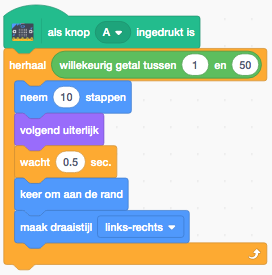 als knop A ingedrukt is
herhaal willekeurig getal tussen 1 en 50
neem 10 stappen
volgend uiterlijk
wacht 0.5 sec.
keer om aan de rand
maak draaistijl links-rechts